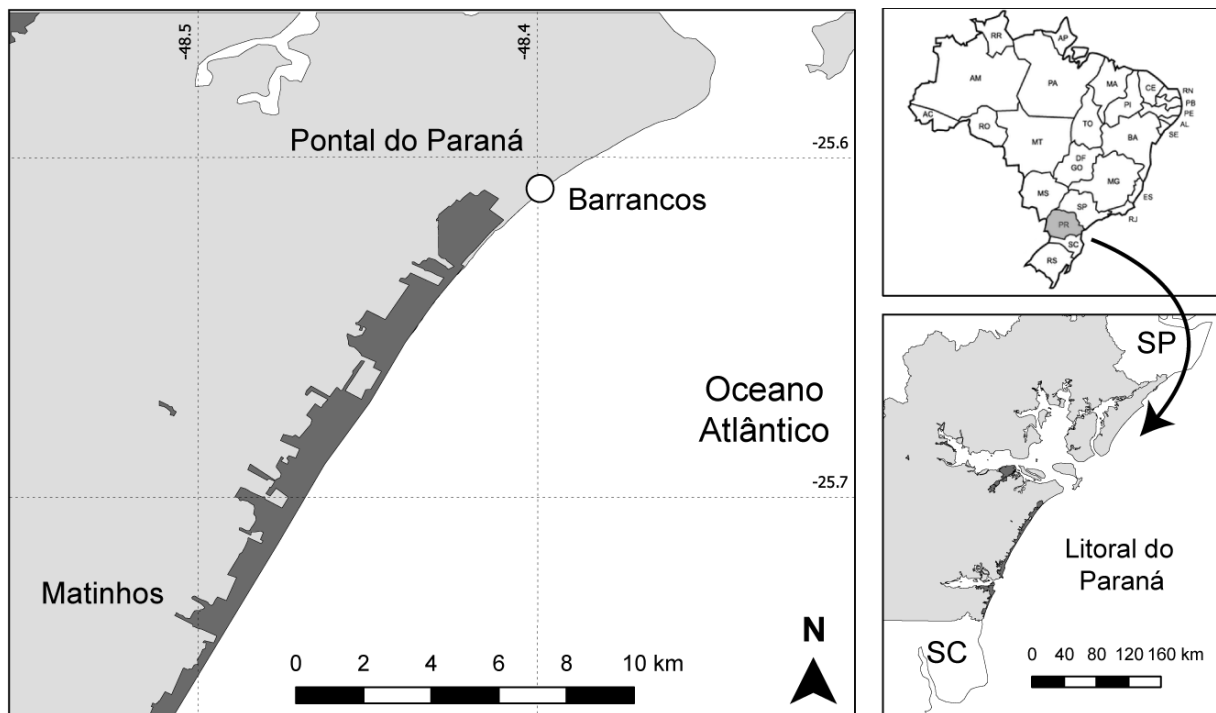 -48.5
-48.4
Pontal do Paraná
-25.6
Barrancos
Oceano
Atlântico
-25.7
Matinhos
N
0 2 4 6 8 10 km
RR
AP
AM
PA
MA
CE
RN
PB
PE
AL
SE
PI
AC
RO
TO
BA
MT
DF
GO
MG
ES
MS
SP
RJ
PR
SC
RS
SP
4
Litoral do
Paraná
SC
0 40 80 120 160 km